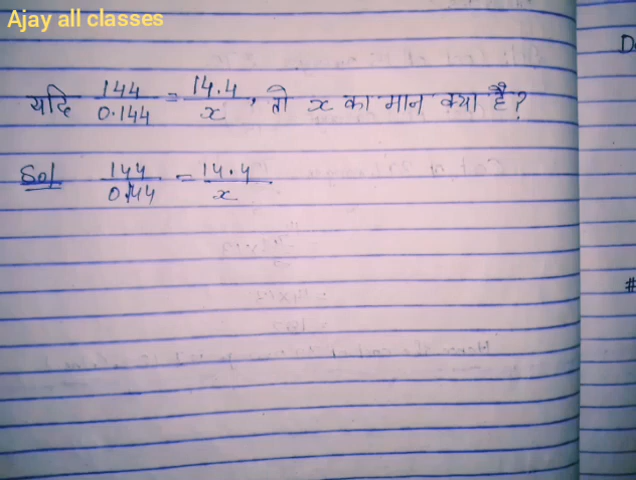 Ajay all classes
यदि 144/0.144 = 14.4/x, तो x का मान क्या है?
Sol 144/0.144 = 14.4/x
#